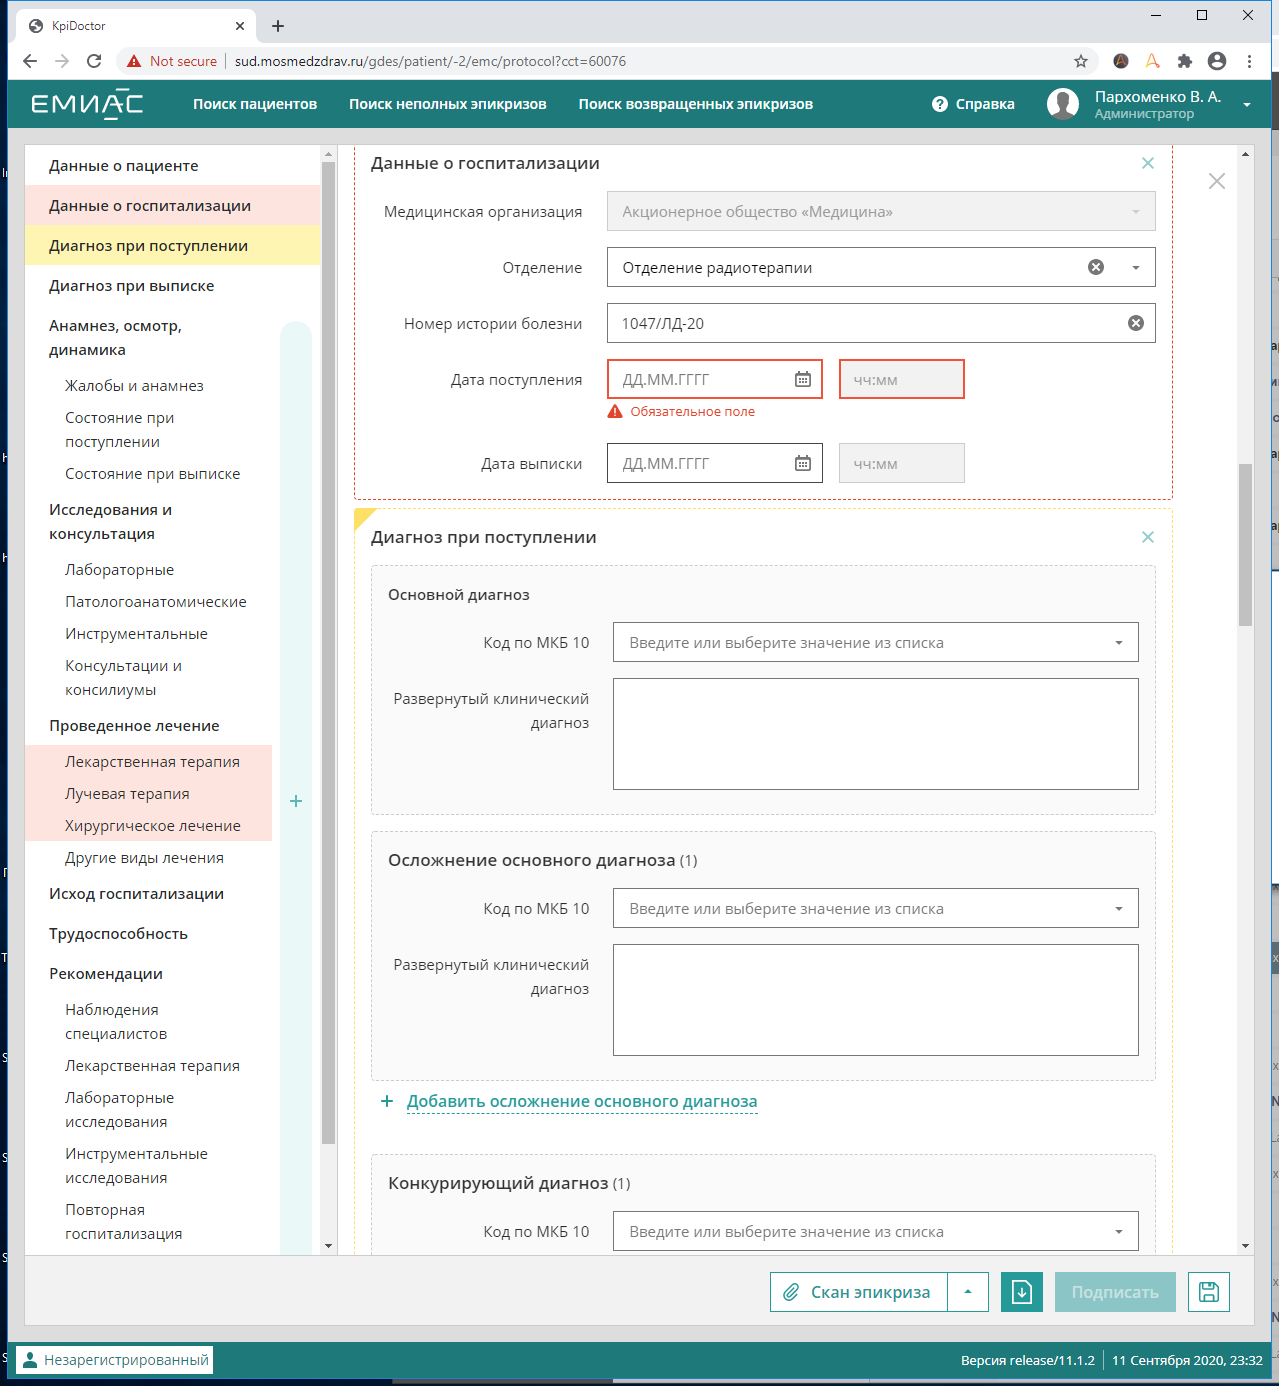 KpiDoctor
Not secure | sud.mosmedzdrav.ru/gdes/patient/-2/emc/protocol?cct=60076
ЕМИАС Поиск пациентов Поиск неполных эпикризов Поиск возвращенных эпикризов ? Справка Пархоменко В. А.
Администратор
Данные о пациенте
Данные о госпитализации
Диагноз при поступлении
Диагноз при выписке
Анамнез, осмотр,
динамика
Жалобы и анамнез
Состояние при
поступлении
Состояние при выписке
Исследования и
консультация
Лабораторные
Патологоанатомические
Инструментальные
Консультации и
консилиумы
Проведенное лечение
Лекарственная терапия
Лучевая терапия
Хирургическое лечение
Другие виды лечения
Исход госпитализации
Трудоспособность
Рекомендации
Наблюдения
специалистов
Лекарственная терапия
Лабораторные
исследования
Инструментальные
исследования
Повторная
госпитализация
Данные о госпитализации
Медицинская организация Акционерное общество «Медицина»
Отделение Отделение радиотерапии
Номер истории болезни 1047/ЛД-20
Дата поступления ДД.ММ.ГГГГ чч:мм
Обязательное поле
Дата выписки ДД.ММ.ГГГГ чч:мм
Диагноз при поступлении
Основной диагноз
Код по МКБ 10 Введите или выберите значение из списка
Развернутый клинический
диагноз
Осложнение основного диагноза (1)
Код по МКБ 10 Введите или выберите значение из списка
Развернутый клинический
диагноз
+ Добавить осложнение основного диагноза
Конкурирующий диагноз (1)
Код по МКБ 10 Введите или выберите значение из списка
Скан эпикриза Подписать
Незарегистрированный Версия release/11.1.2 | 11 Сентября 2020, 23:32